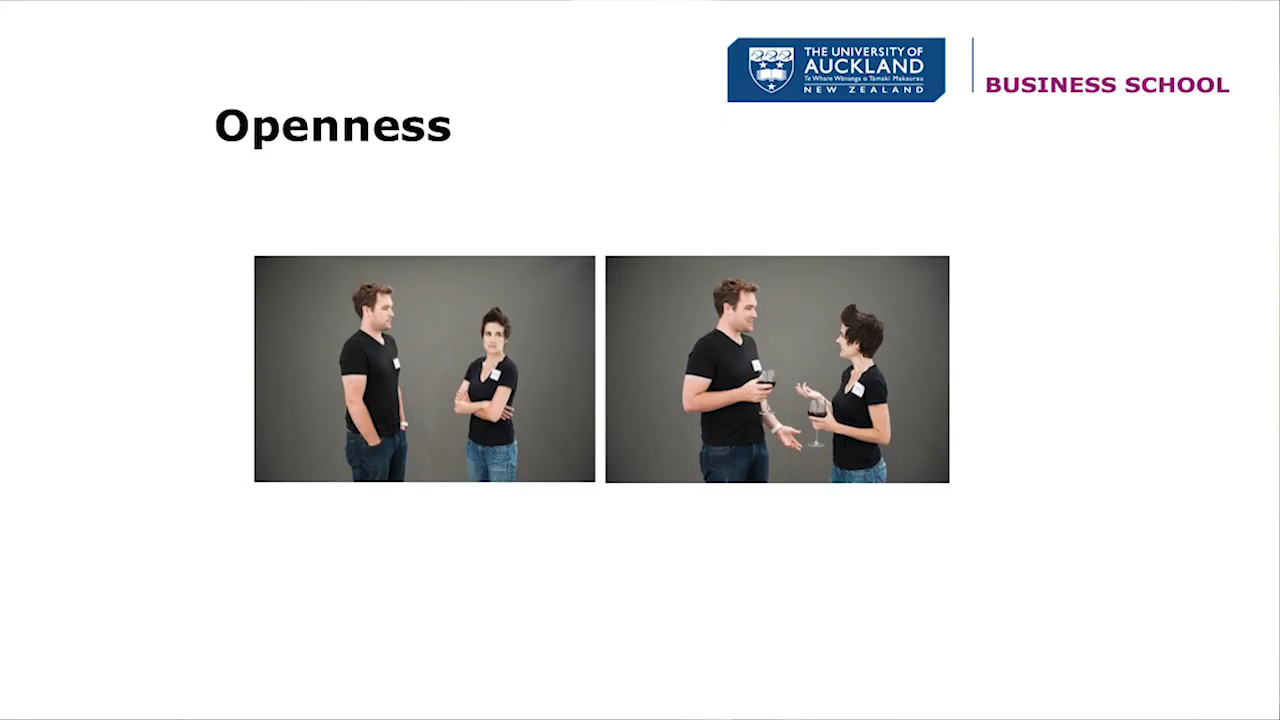 THE UNIVERSITY OF
AUCKLAND
Te Whare Wānanga o Tāmaki Makaurau
NEW ZEALAND
BUSINESS SCHOOL
Openness